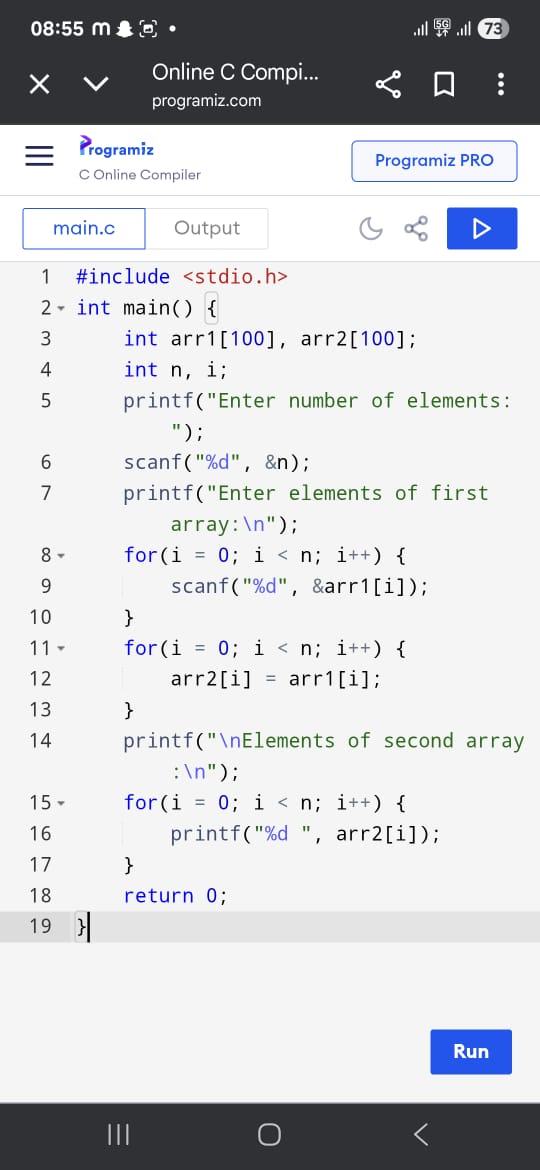 08:55 m
5G 73
Online C Compi...
programiz.com
Programiz
C Online Compiler
Programiz PRO
main.c Output
1 #include <stdio.h>
2 int main() {
3 int arr1[100], arr2[100];
4 int n, i;
5 printf("Enter number of elements:
");
6 scanf("%d", &n);
7 printf("Enter elements of first
array:\n");
8 for(i = 0; i < n; i++) {
9 scanf("%d", &arr1[i]);
10 }
11 for(i = 0; i < n; i++) {
12 arr2[i] = arr1[i];
13 }
14 printf("\nElements of second array
:\n");
15 for(i = 0; i < n; i++) {
16 printf("%d ", arr2[i]);
17 }
18 return 0;
19 }
Run